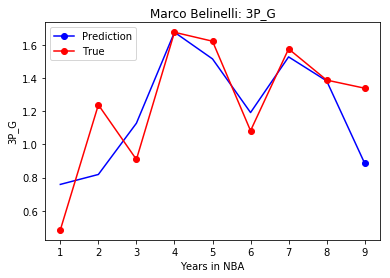 Marco Belinelli: 3P_G
Prediction
True
1.6
1.4
1.2
1.0
0.8
0.6
3P_G
1 2 3 4 5 6 7 8 9
Years in NBA